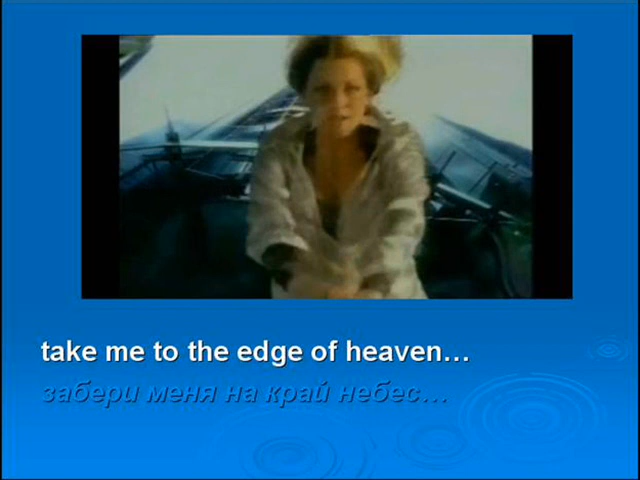 take me to the edge of heaven…
забери меня на край небес…